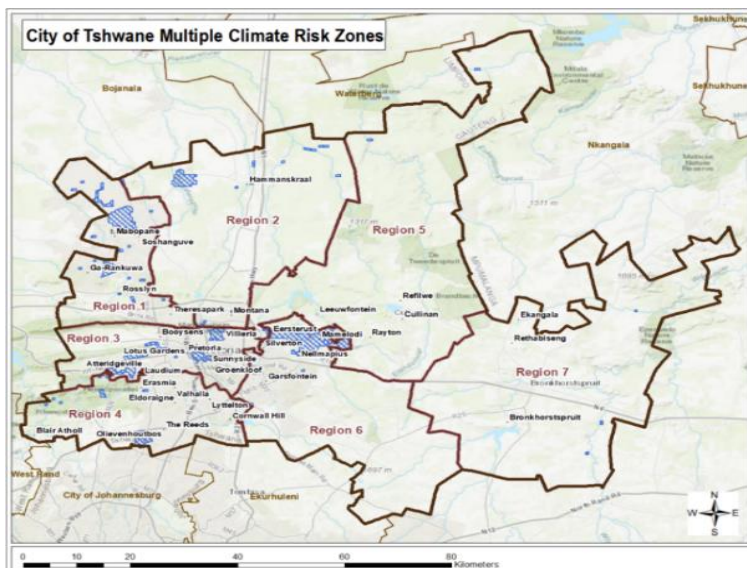 City of Tshwane Multiple Climate Risk Zones
Sekhukhune
Bojanala
Waterberg
LIMPOPO
GAUTENG
Nkangala
Hammanskraal
Region 2
Region 5
Mabopane
Soshanguve
Ga-Rankuwa
MPUMALANGA
Rosslyn
Region 1
Theresapark
Montana
Leeuwfontein
Refilwe
Cullinan
Ekangala
Region 3
Booysens
Villieria
Eersterust
Mamelodi
Rayton
Rethabiseng
Lotus Gardens
Pretoria
Silverton
Sunnyside
Nellmapius
Atteridgeville
Laudium
Groenkloof
Garsfontein
Region 7
Bronkhorstspruit
Erasmia
Valhalla
Eldoraigne
Lyttelton
Region 4
Cornwall Hill
Bronkhorstspruit
Blair Atholl
The Reeds
Region 6
Olievenhoutbos
West Rand
City of Johannesburg
Ekurhuleni
N
W E
S
0 20 40 60 80
Kilometers